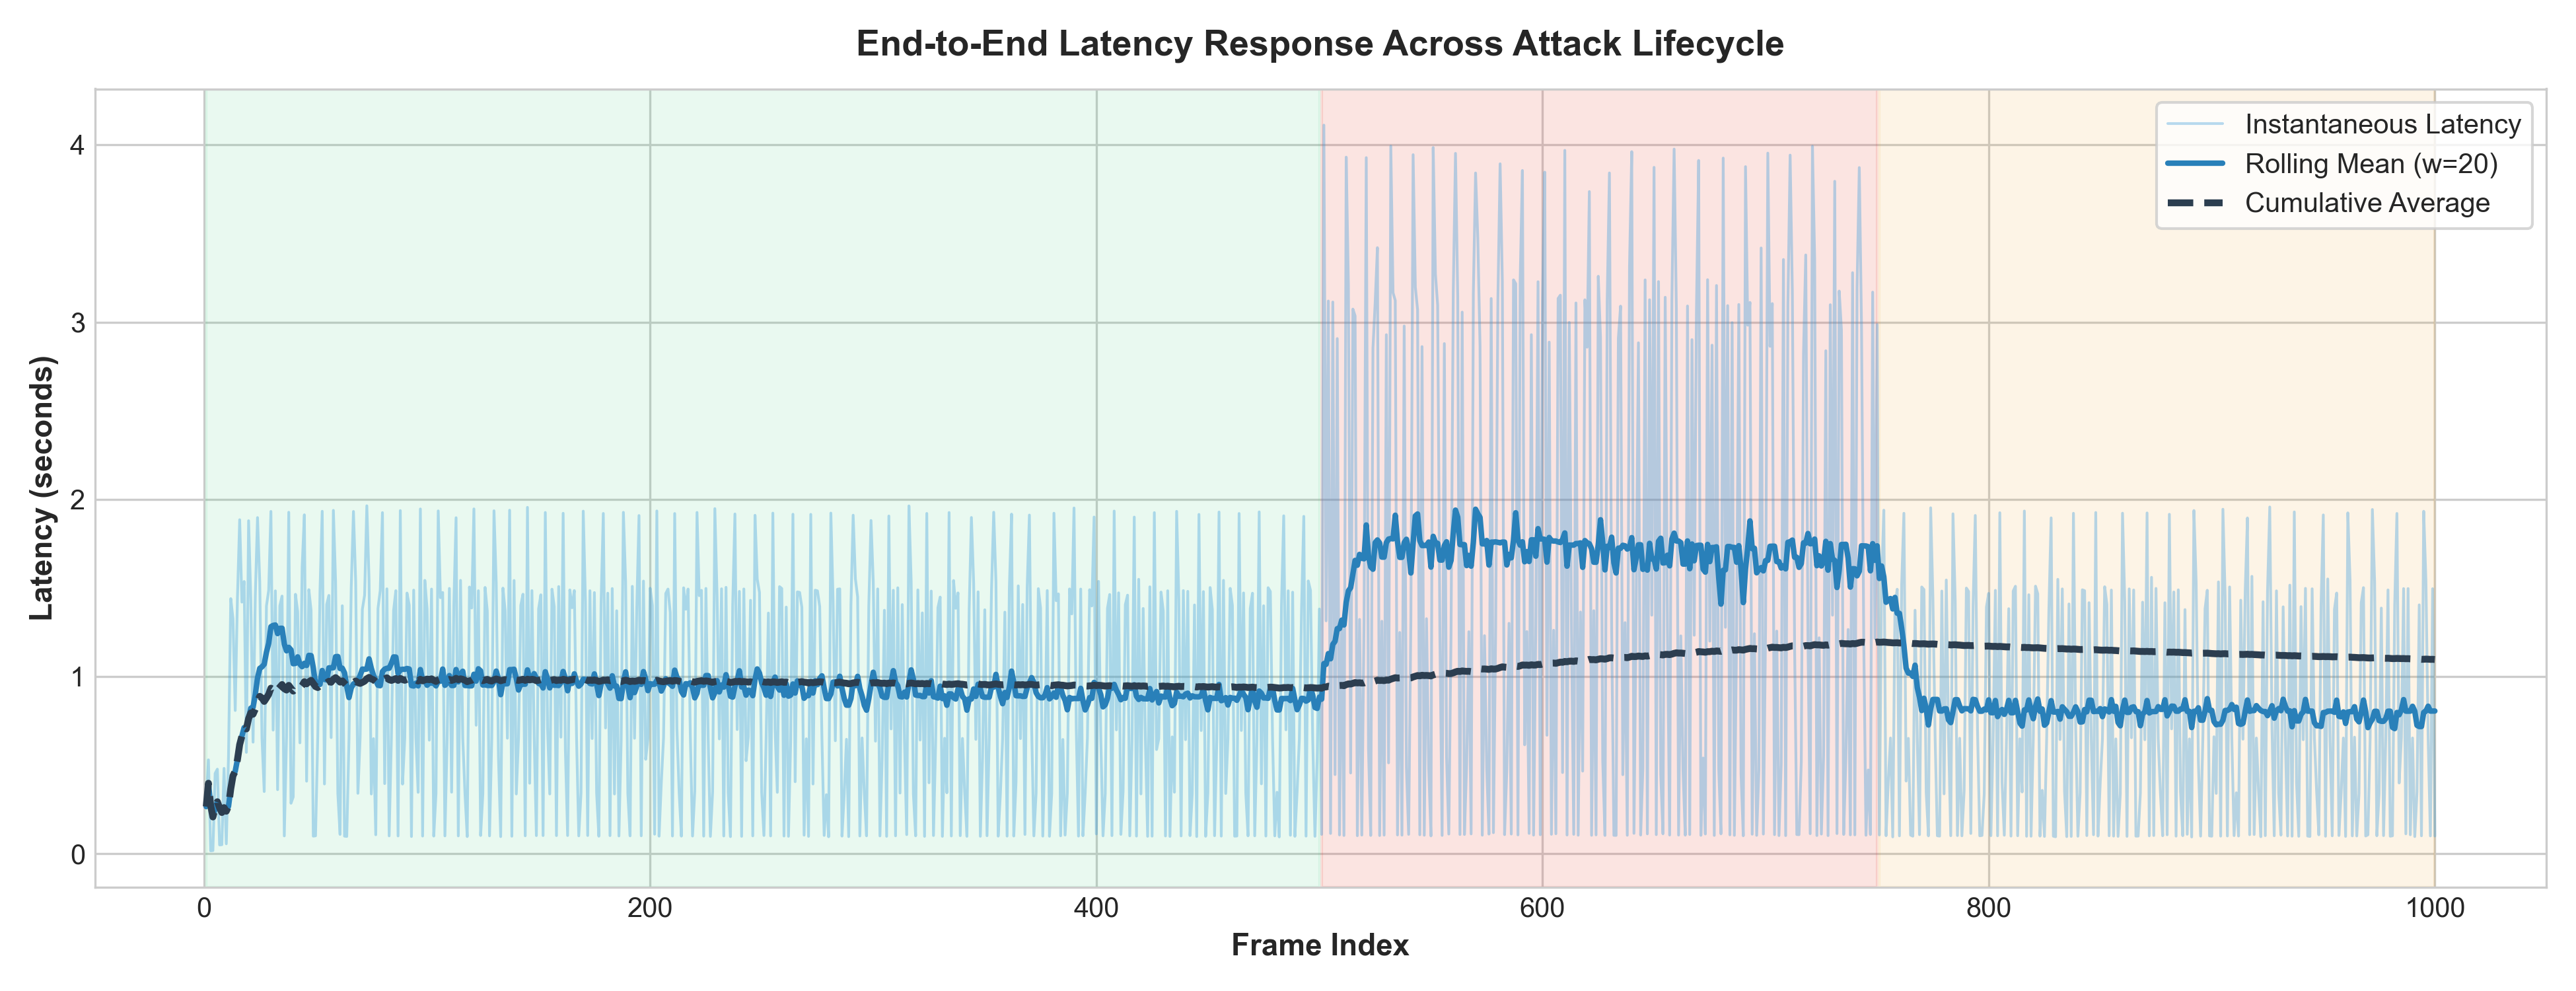 End-to-End Latency Response Across Attack Lifecycle
Instantaneous Latency
Rolling Mean (w=20)
Cumulative Average
Latency (seconds)
4
3
2
1
0
0 200 400 600 800 1000
Frame Index